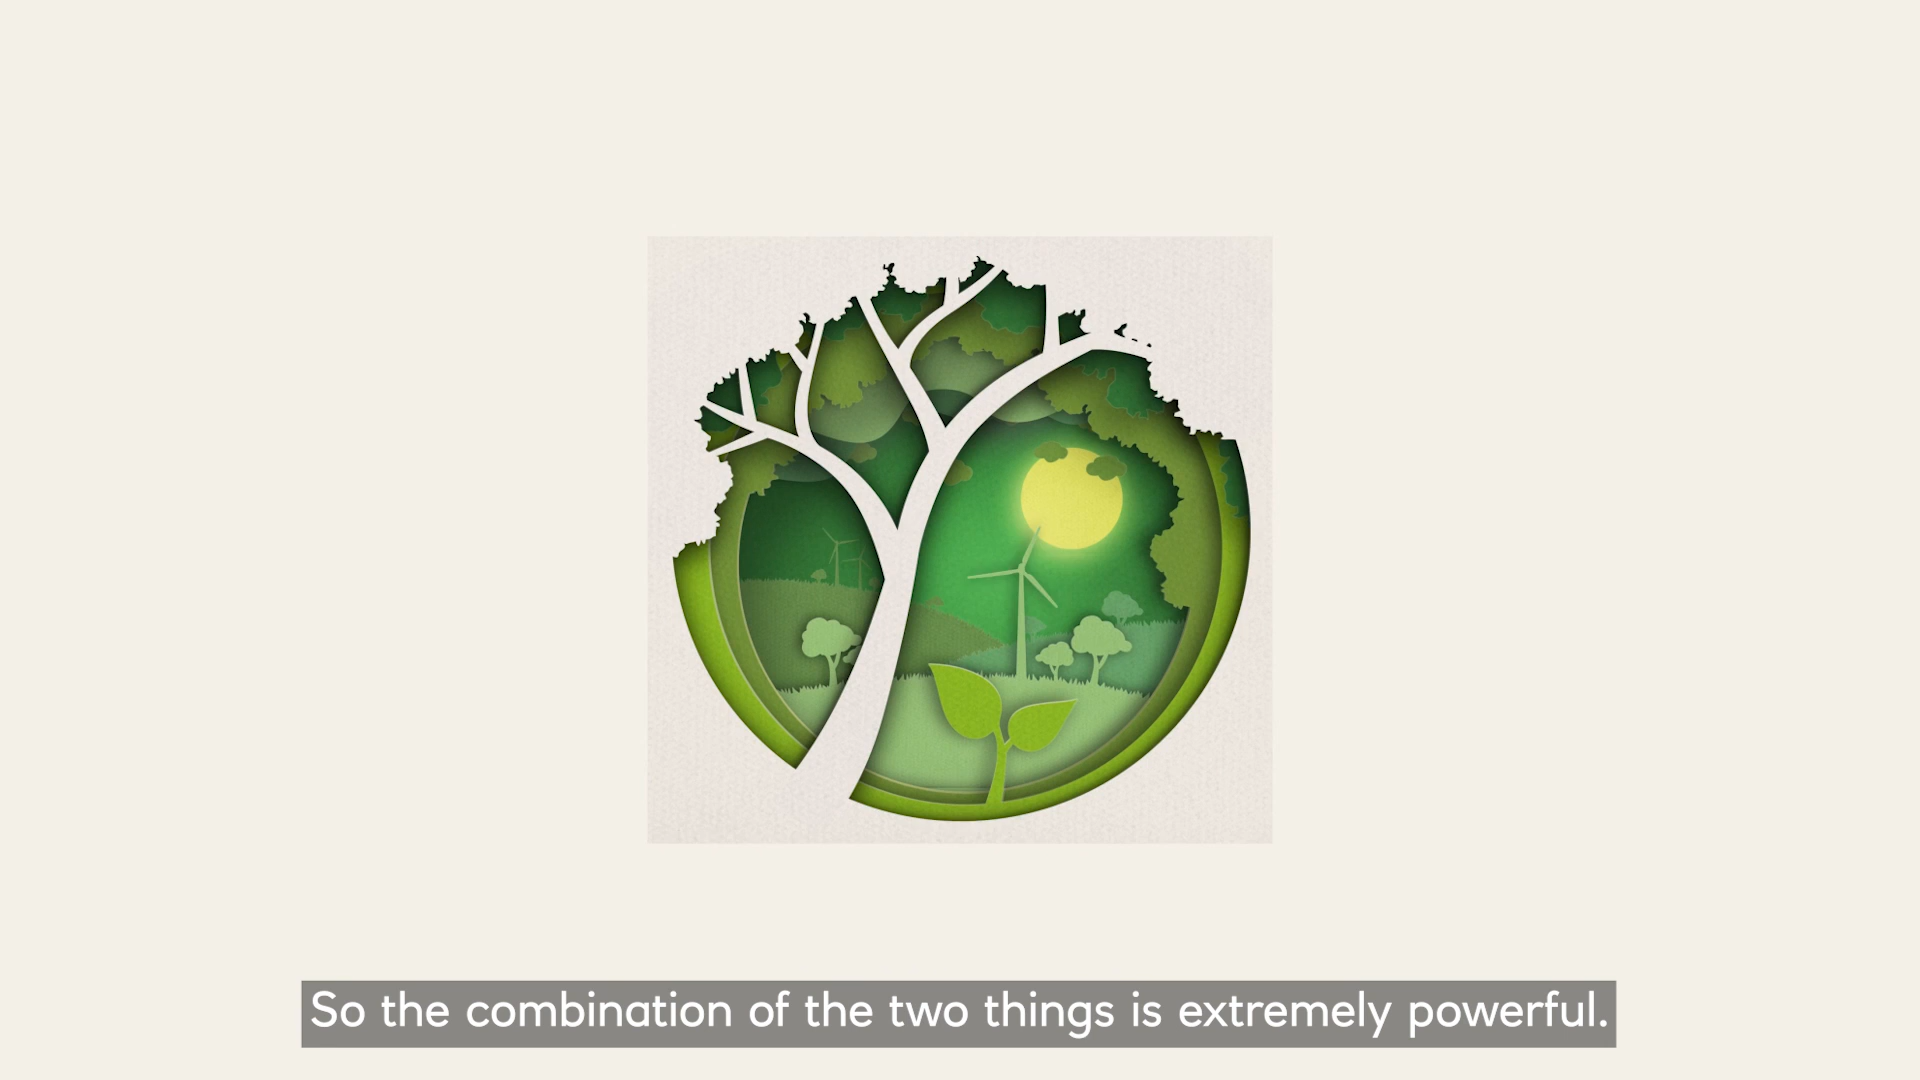 So the combination of the two things is extremely powerful.